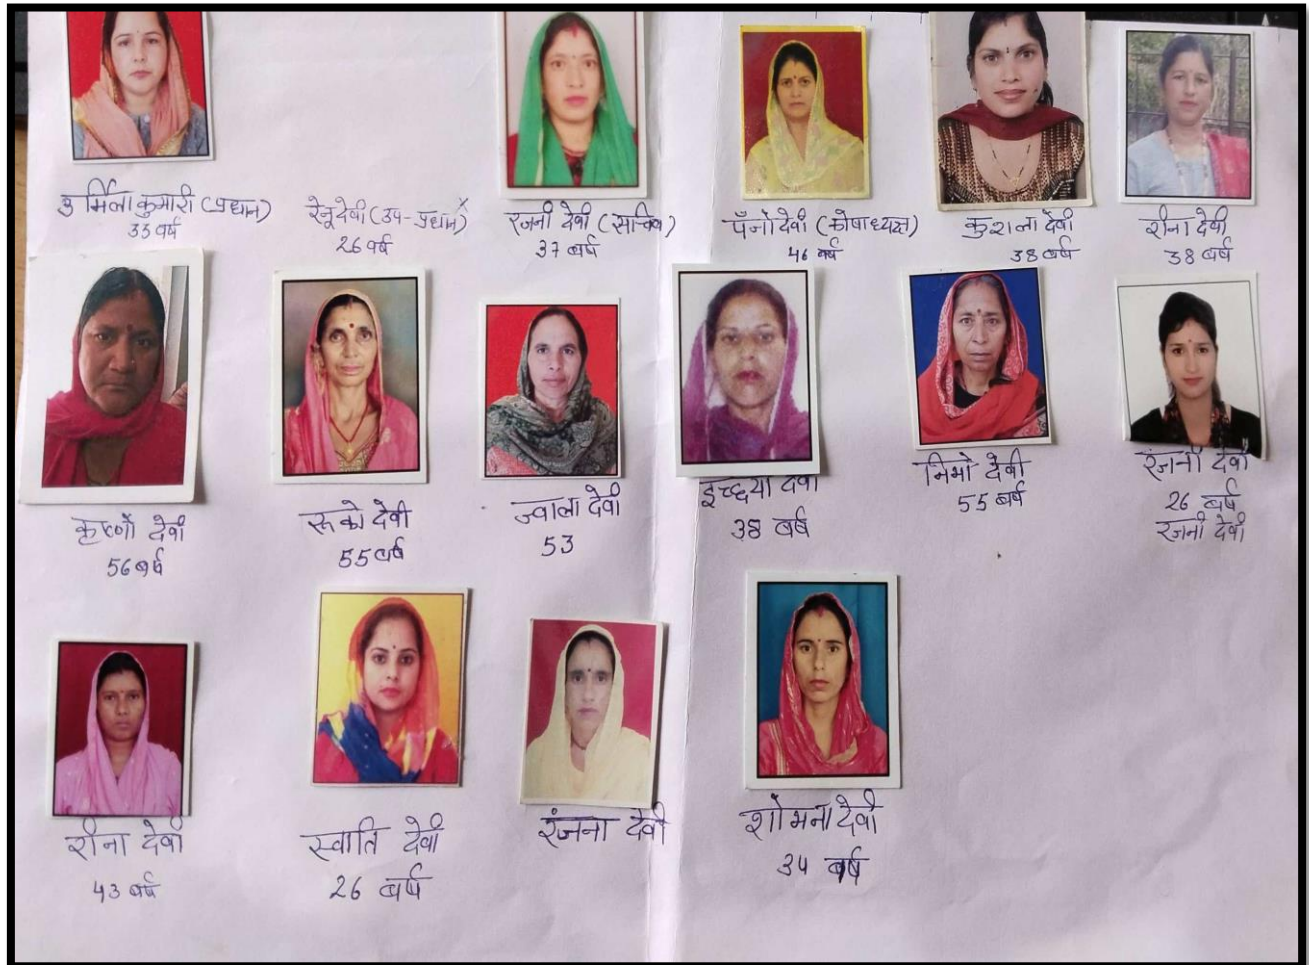 उर्मिला कुमारी (प्रधान)
33 वर्ष
रेनू देवी (उप-प्रधान) x
26 वर्ष
रजनी देवी (सचिव)
37 वर्ष
पँनो देवी (कोषाध्यक्ष)
46 वर्ष
कुशला देवी
38 वर्ष
रीना देवी
38 वर्ष
कृष्णो देवी
56 वर्ष
रूको देवी
55 वर्ष
ज्वाला देवी
53
इच्छया देवी
38 वर्ष
निमो देवी
55 वर्ष
रंजनी देवी
26 वर्ष
रजनी देवी
रीना देवी
43 वर्ष
स्वाति देवी
26 वर्ष
रंजना देवी
शोभना देवी
34 वर्ष